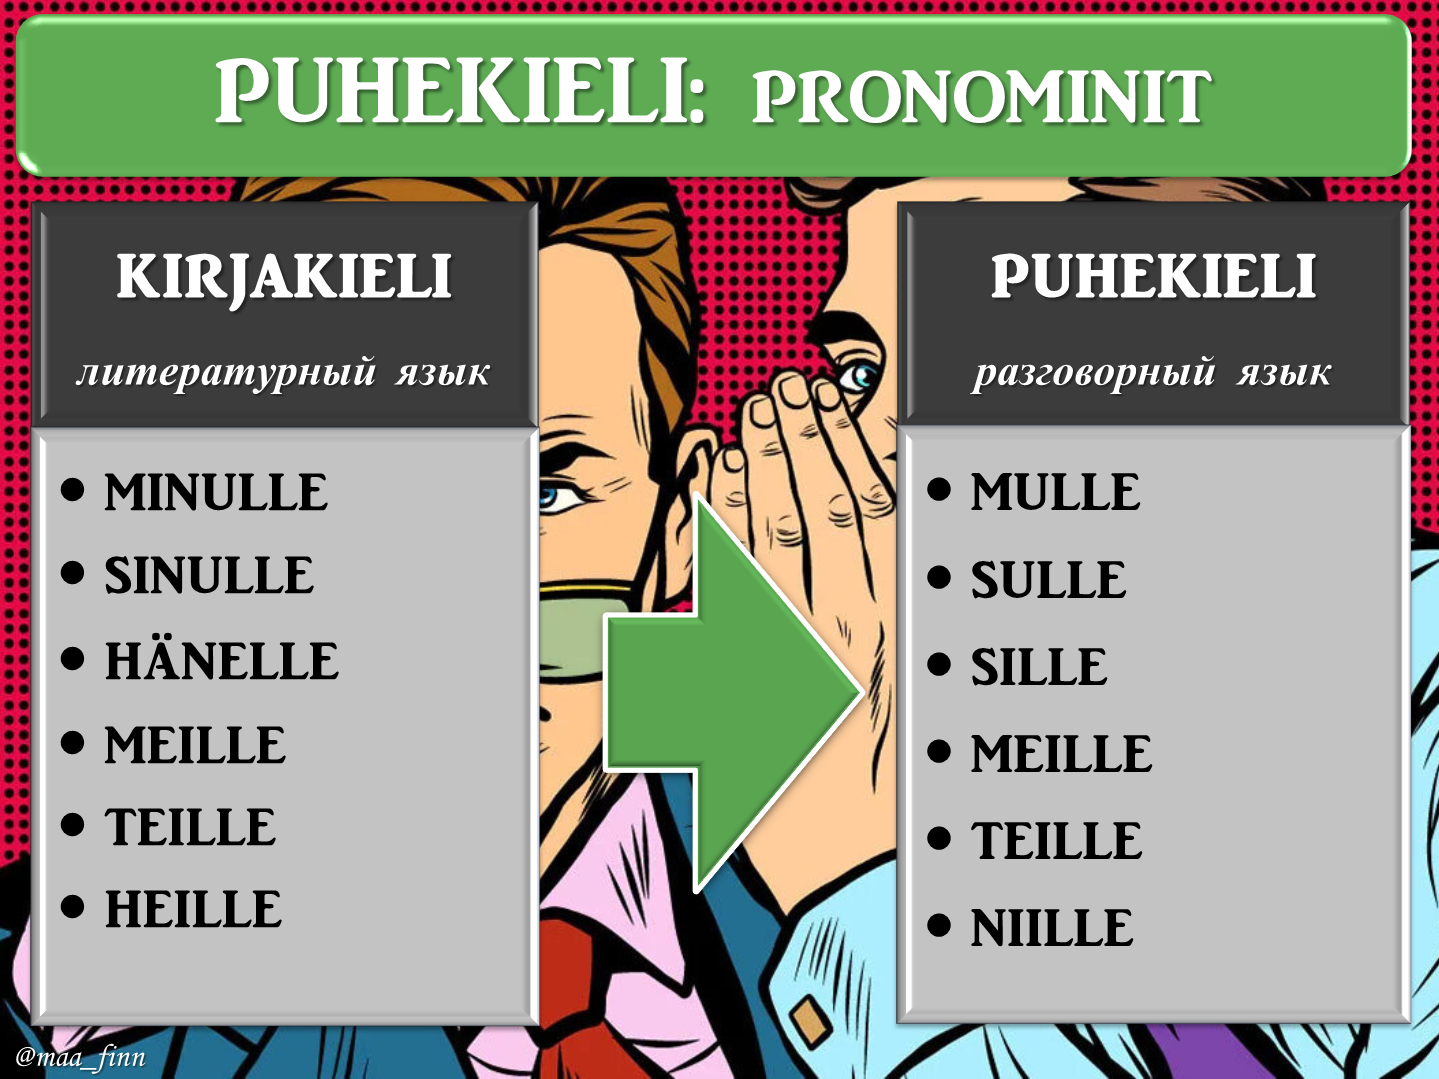 PUHEKIELI: PRONOMINIT
KIRJAKIELI
литературный язык
• MINULLE
• SINULLE
• HÄNELLE
• MEILLE
• TEILLE
• HEILLE
PUHEKIELI
разговорный язык
• MULLE
• SULLE
• SILLE
• MEILLE
• TEILLE
• NIILLE
@maa_finn